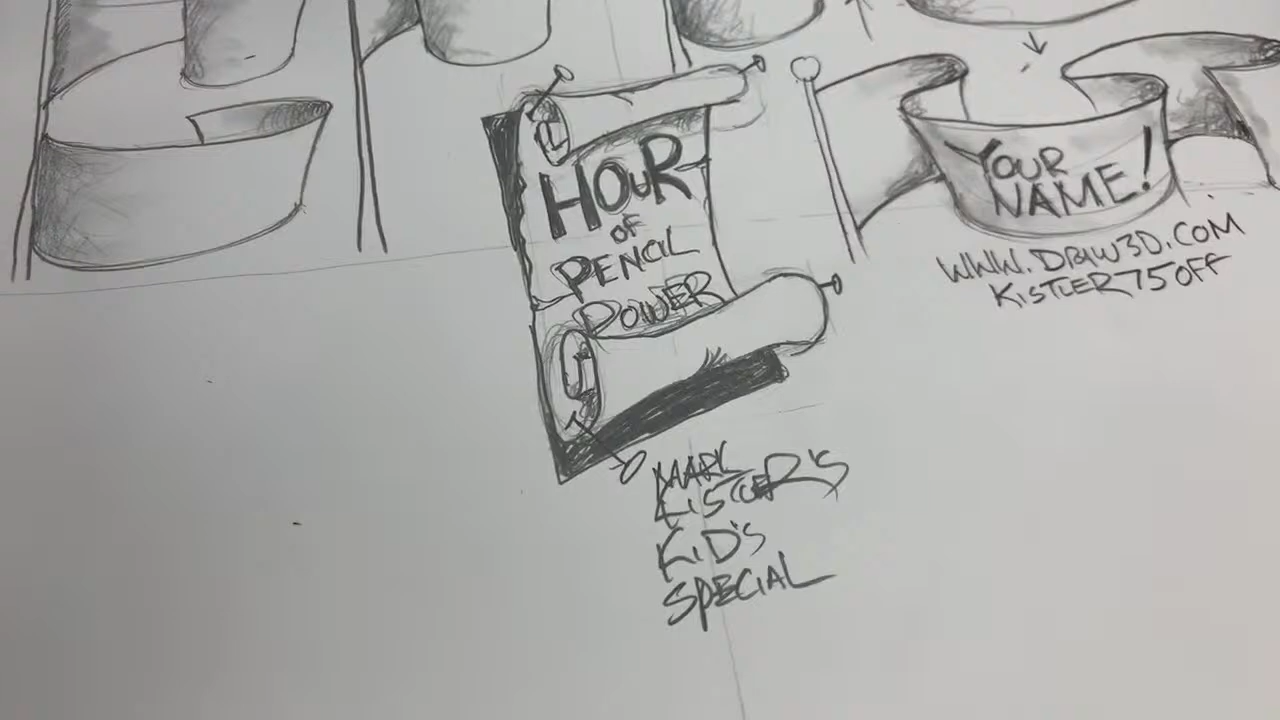 HOUR
OF
PENCIL
POWER
YOUR
NAME!
WWW.DRAW3D.COM
KISTLER75OFF
MARK
KISTLER'S
KID'S
SPECIAL